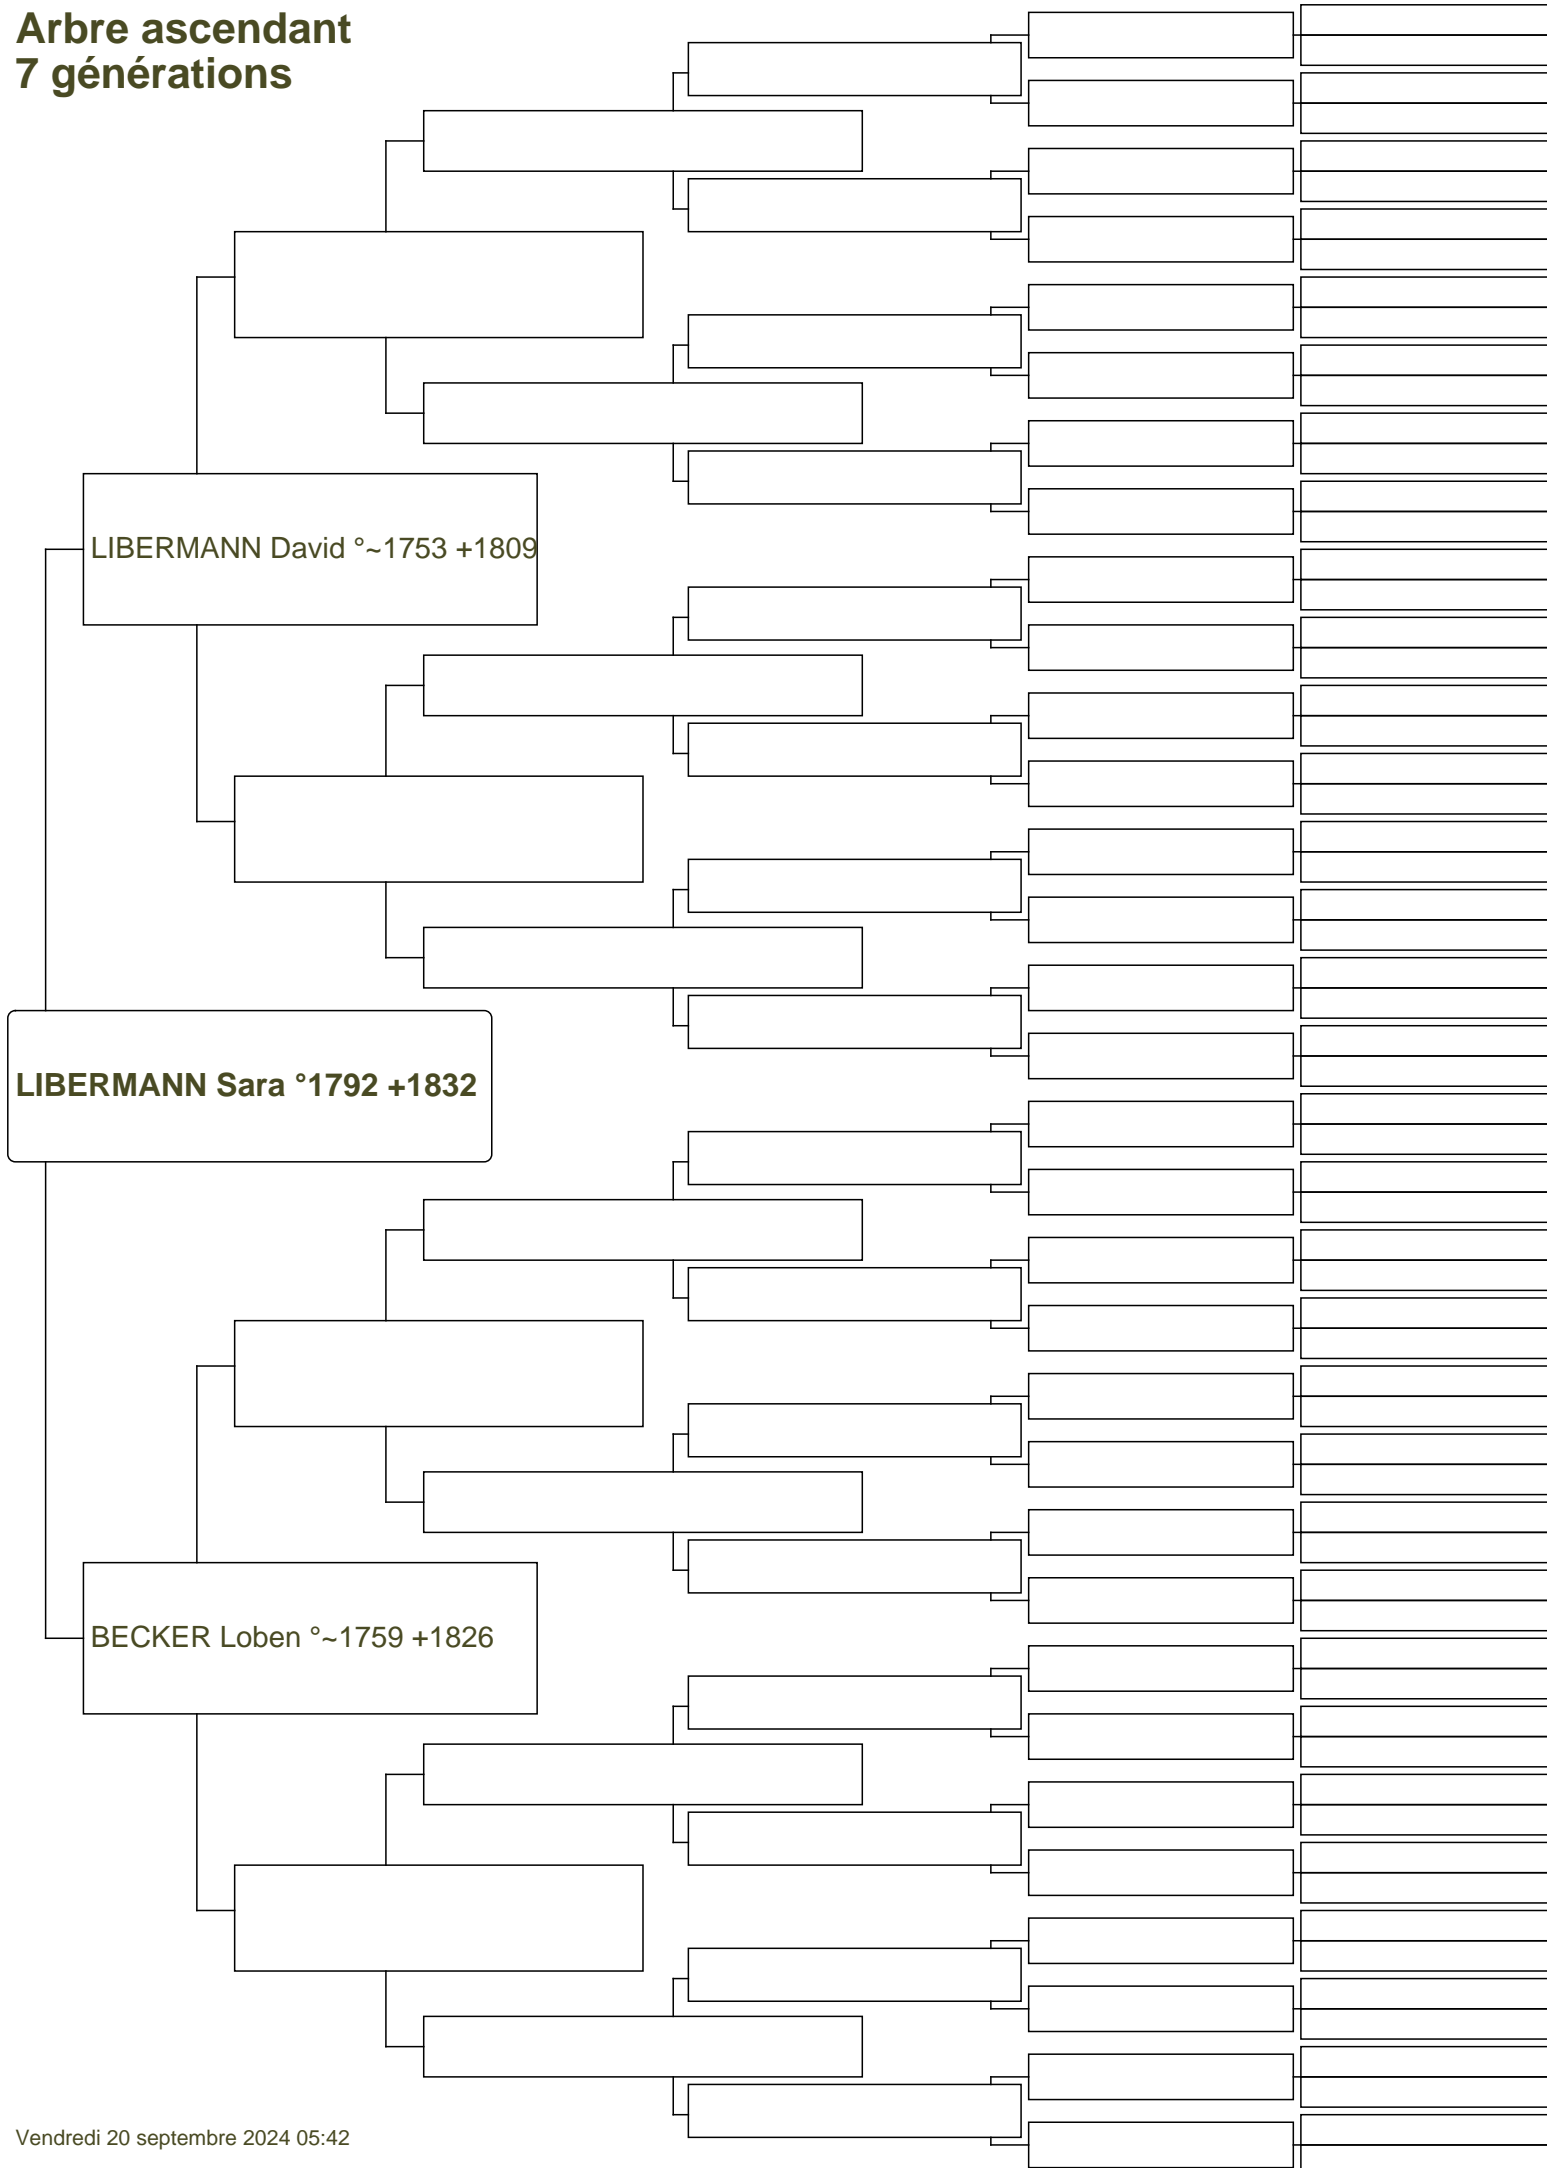 Arbre ascendant
7 générations
LIBERMANN David °~1753 +1809
LIBERMANN Sara °1792 +1832
BECKER Loben °~1759 +1826
Vendredi 20 septembre 2024 05:42